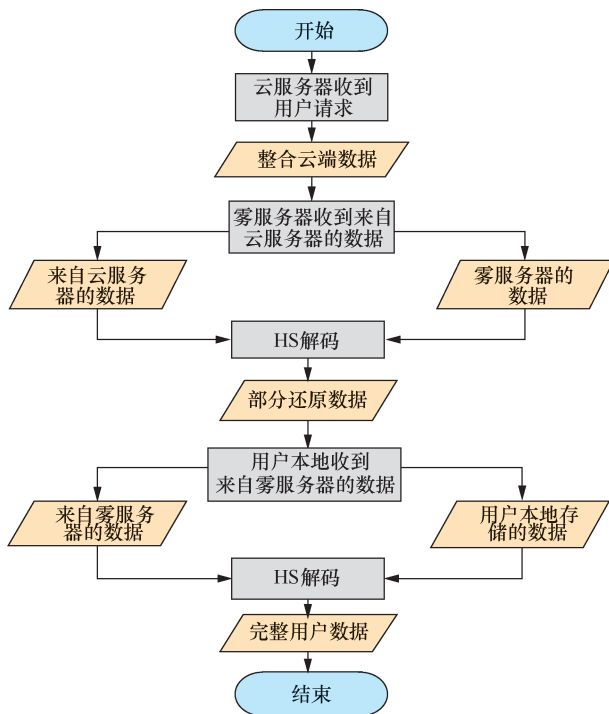 开始
云服务器收到
用户请求
整合云端数据
雾服务器收到来自
云服务器的数据
来自云服务
器的数据
雾服务器的
数据
HS解码
部分还原数据
用户本地收到
来自雾服务器的数据
来自雾服务
器的数据
用户本地存
储的数据
HS解码
完整用户数据
结束